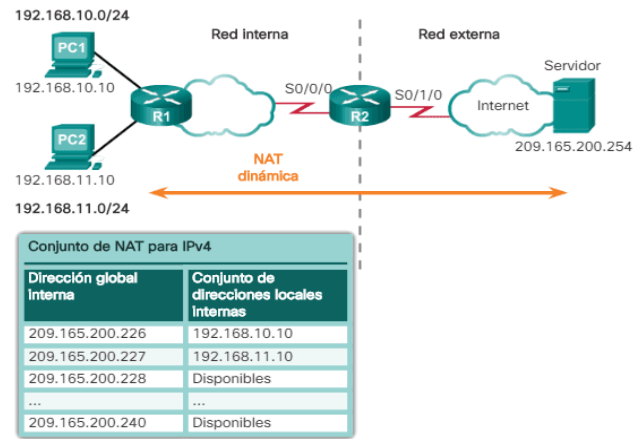 192.168.10.0/24
Red interna
Red externa
PC1
192.168.10.10
Servidor
S0/0/0
S0/1/0
Internet
R1
R2
PC2
209.165.200.254
192.168.11.10
NAT
dinámica
192.168.11.0/24
Conjunto de NAT para IPv4
Dirección global
interna
Conjunto de
direcciones locales
internas
209.165.200.226 192.168.10.10
209.165.200.227 192.168.11.10
209.165.200.228 Disponibles
... ...
209.165.200.240 Disponibles